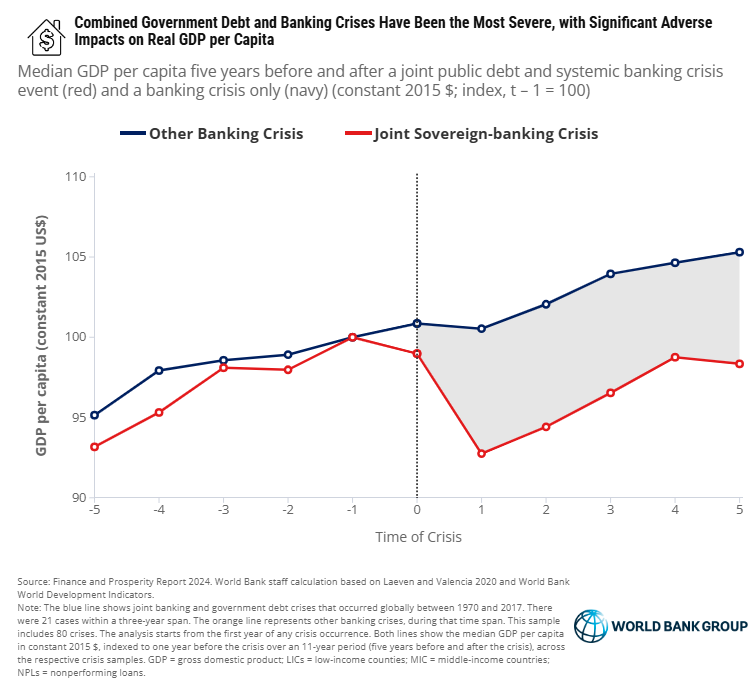 Combined Government Debt and Banking Crises Have Been the Most Severe, with Significant Adverse
Impacts on Real GDP per Capita
Median GDP per capita five years before and after a joint public debt and systemic banking crisis
event (red) and a banking crisis only (navy) (constant 2015 $; index, t – 1 = 100)
Other Banking Crisis
Joint Sovereign-banking Crisis
GDP per capita (constant 2015 US$)
110
105
100
95
90
-5
-4
-3
-2
-1
0
1
2
3
4
5
Time of Crisis
Source: Finance and Prosperity Report 2024. World Bank staff calculation based on Laeven and Valencia 2020 and World Bank
World Development Indicators.
Note: The blue line shows joint banking and government debt crises that occurred globally between 1970 and 2017. There
were 21 cases within a three-year span. The orange line represents other banking crises, during that time span. This sample
includes 80 crises. The analysis starts from the first year of any crisis occurrence. Both lines show the median GDP per capita
in constant 2015 $, indexed to one year before the crisis over an 11-year period (five years before and after the crisis), across
the respective crisis samples. GDP = gross domestic product; LICs = low-income counties; MIC = middle-income countries;
NPLs = nonperforming loans.
WORLD BANK GROUP